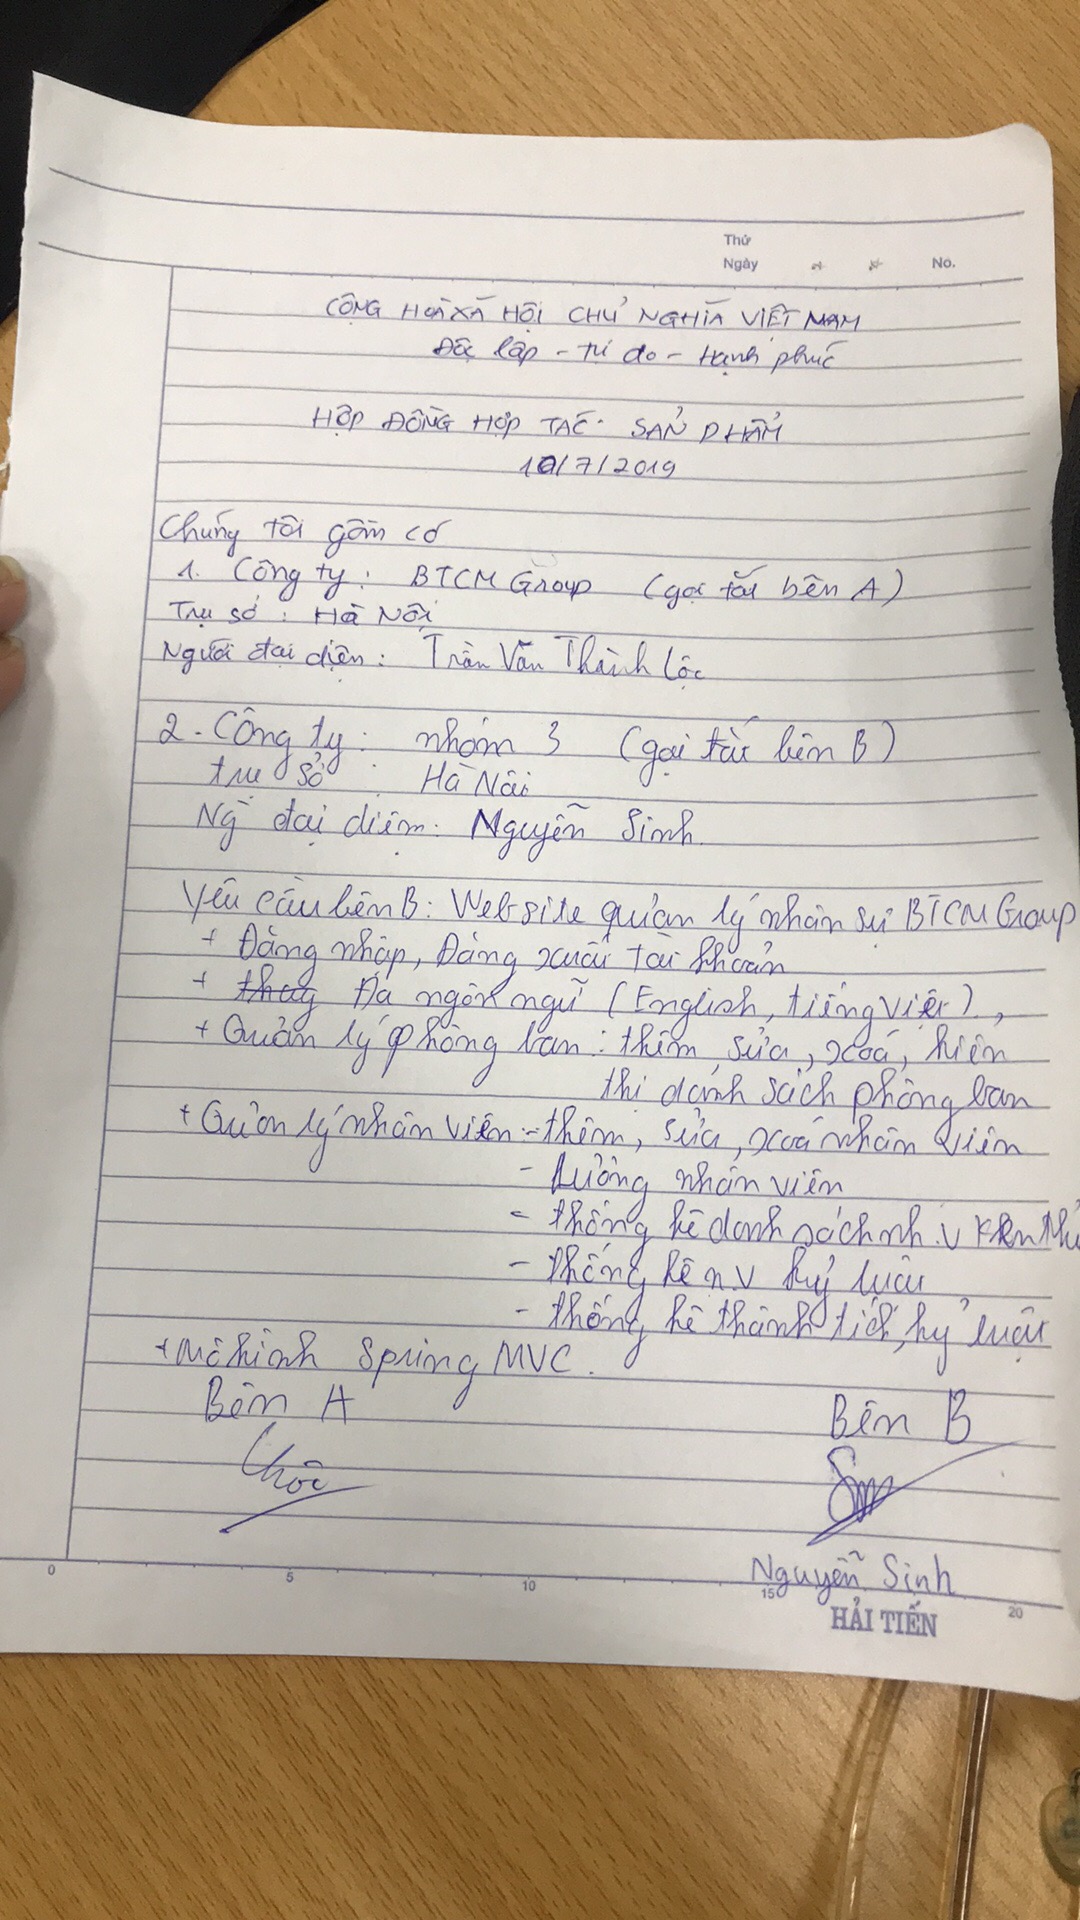 Thứ
Ngày No.
CỘNG HOÀ XÃ HỘI CHỦ NGHĨA VIỆT NAM
Độc lập - Tự do - Hạnh phúc
HỢP ĐỒNG HỢP TÁC SẢN PHẨM
10/7/2019
Chúng tôi gồm có
1. Công ty: BTCM Group (gọi tắt bên A)
Trụ sở: Hà Nội
Người đại diện: Trần Văn Thành Lộc
2. Công ty: nhóm 3 (gọi tắt bên B)
trụ sở : Hà Nội
Ng` đại diện: Nguyễn Sinh
Yêu cầu bên B: Website quản lý nhân sự BTCM Group
+ Đăng nhập, Đăng xuất tài khoản
+ Đa ngôn ngữ (English, tiếng việt),
+ Quản lý phòng ban: thêm, sửa, xoá, hiển
thị danh sách phòng ban
+ Quản lý nhân viên: - thêm, sửa, xoá nhân viên
- Lương nhân viên
- thống kê danh sách nh.v
- thống kê n.v kỷ luật
- thống kê thành tích, kỷ luật
+ Mô hình Spring MVC.
Bên A
Bên B
Nguyễn Sinh
0 5 10 15 20
HẢI TIẾN